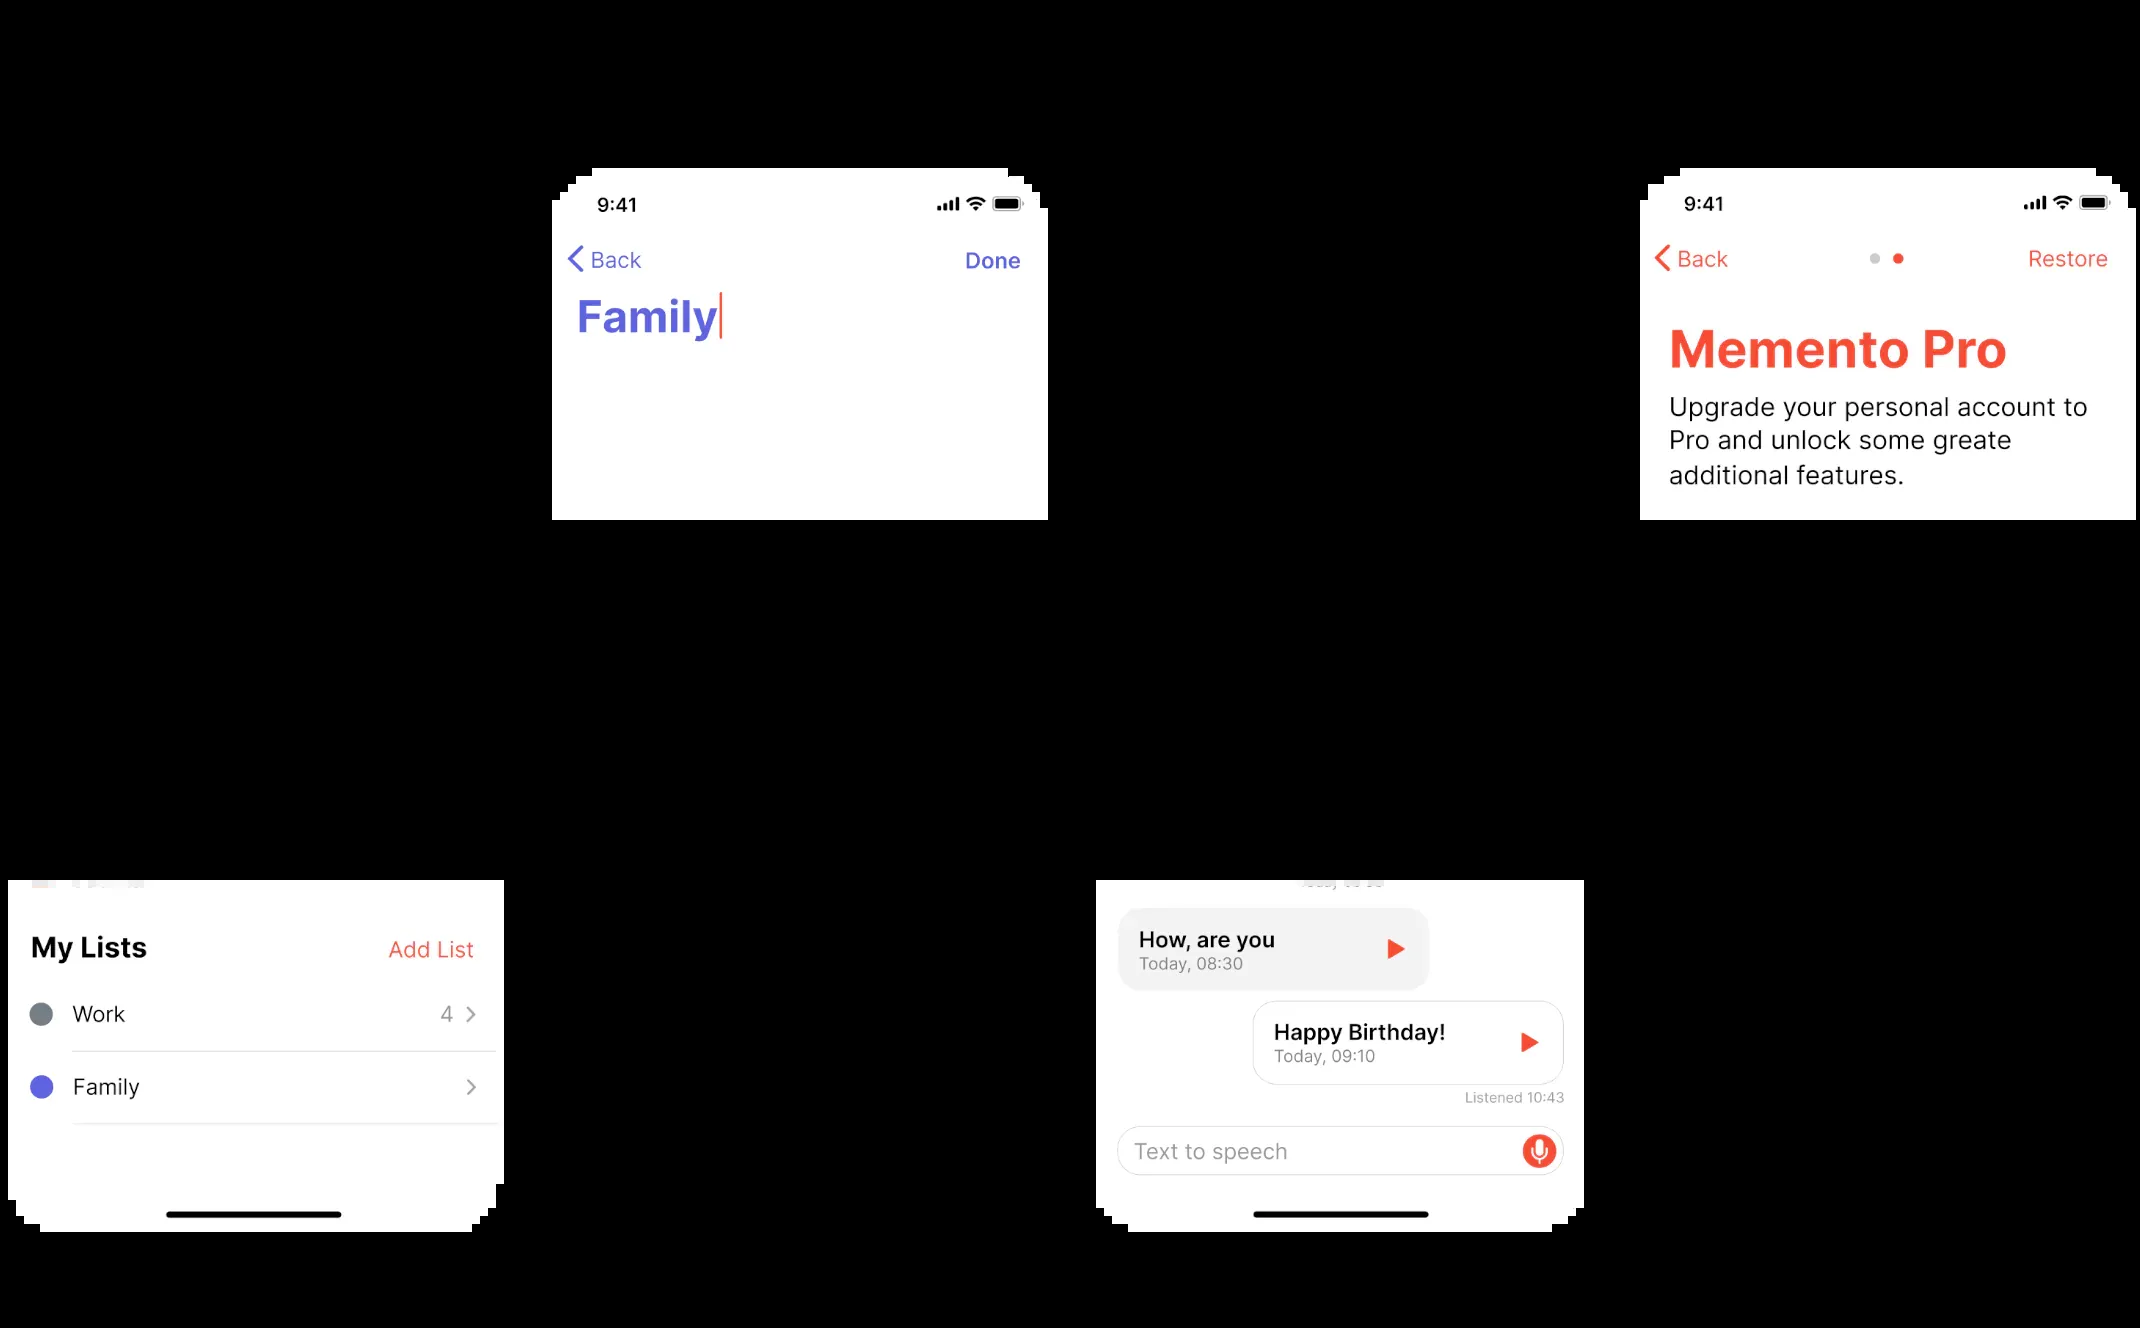 9:41
Back
Done
Family
9:41
Back
Restore
Memento Pro
Upgrade your personal account to
Pro and unlock some greate
additional features.
My Lists
Add List
Work
4
Family
How, are you
Today, 08:30
Happy Birthday!
Today, 09:10
Listened 10:43
Text to speech